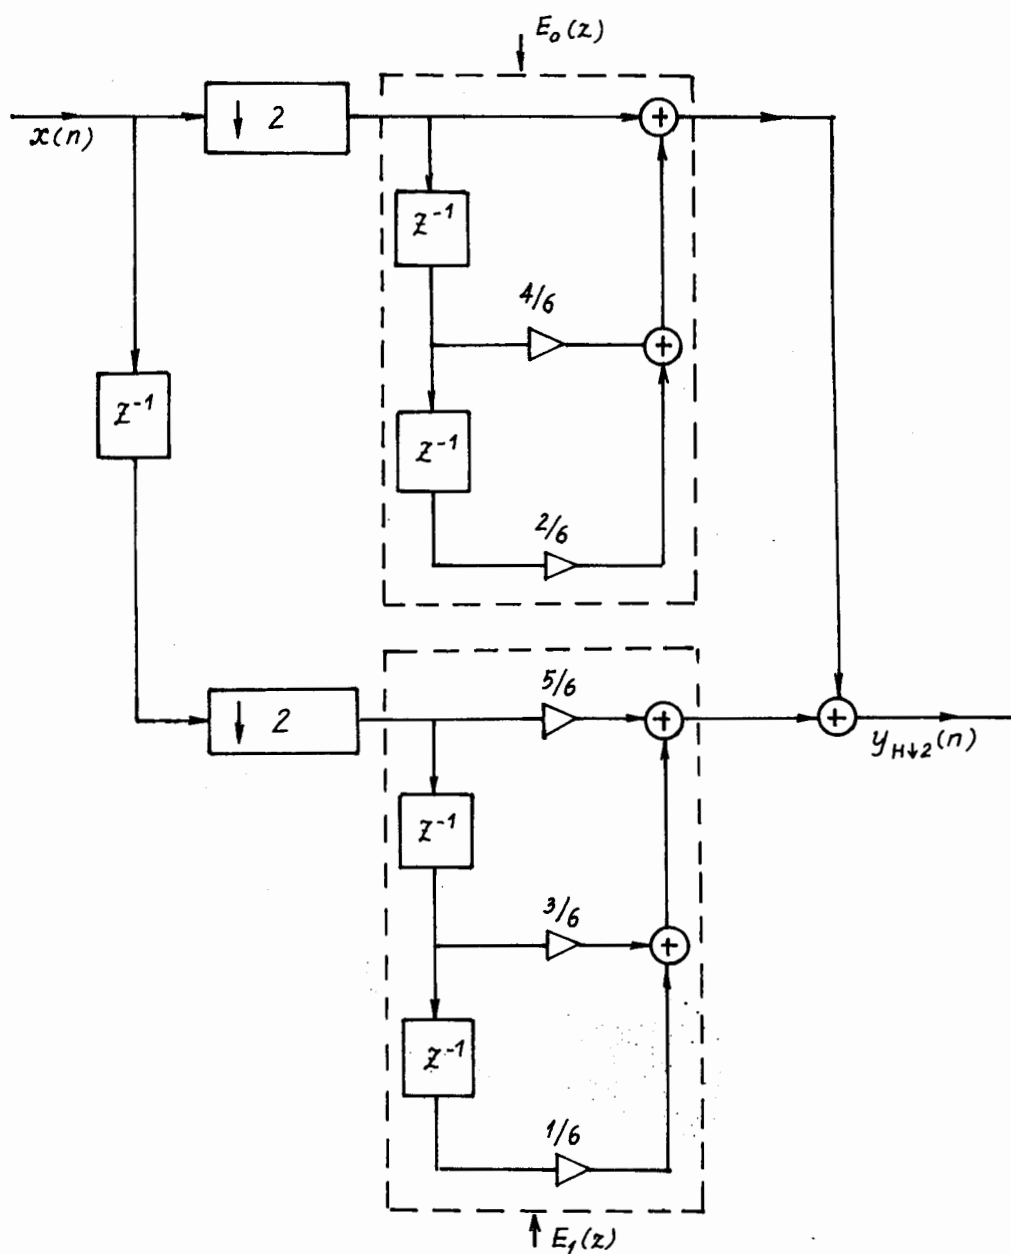 E₀(z)
x(n)
↓ 2
+
z⁻¹
4/6
+
z⁻¹
z⁻¹
2/6
5/6
↓ 2
+
+
y_{H↓2}(n)
z⁻¹
3/6
+
z⁻¹
1/6
E₁(z)